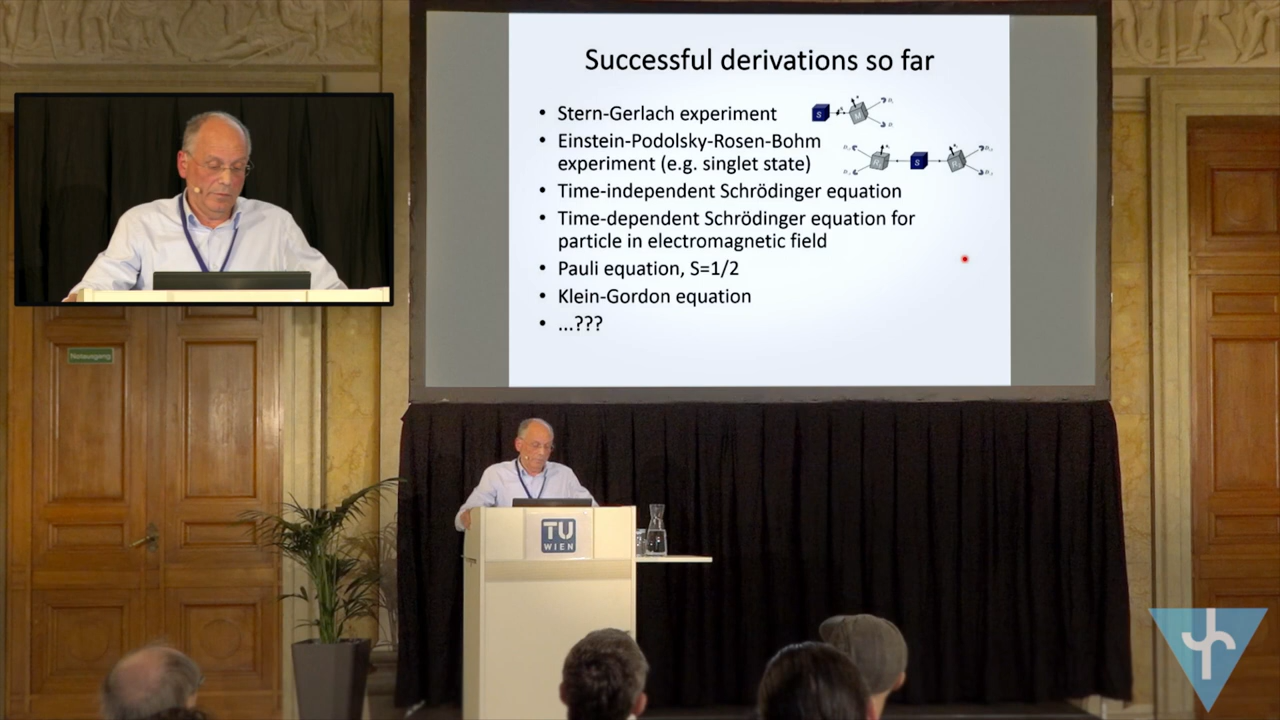 Successful derivations so far
• Stern-Gerlach experiment
• Einstein-Podolsky-Rosen-Bohm
experiment (e.g. singlet state)
• Time-independent Schrödinger equation
• Time-dependent Schrödinger equation for
particle in electromagnetic field
• Pauli equation, S=1/2
• Klein-Gordon equation
• ...???
S
S
Notausgang
TU
WIEN